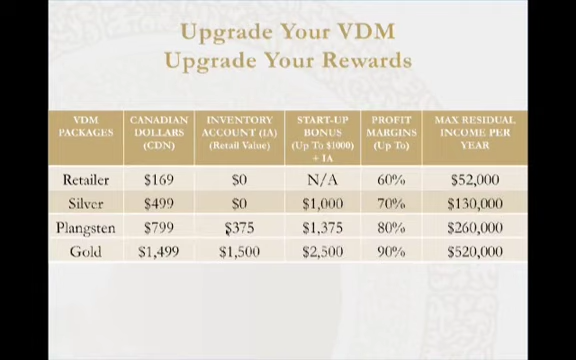 Upgrade Your VDM
Upgrade Your Rewards
VDM PACKAGES | CANADIAN DOLLARS (CDN) | INVENTORY ACCOUNT (IA) (Retail Value) | START-UP BONUS (Up To $1000) + IA | PROFIT MARGINS (Up To) | MAX RESIDUAL INCOME PER YEAR
Retailer | $169 | $0 | N/A | 60% | $52,000
Silver | $499 | $0 | $1,000 | 70% | $130,000
Plangsten | $799 | $375 | $1,375 | 80% | $260,000
Gold | $1,499 | $1,500 | $2,500 | 90% | $520,000